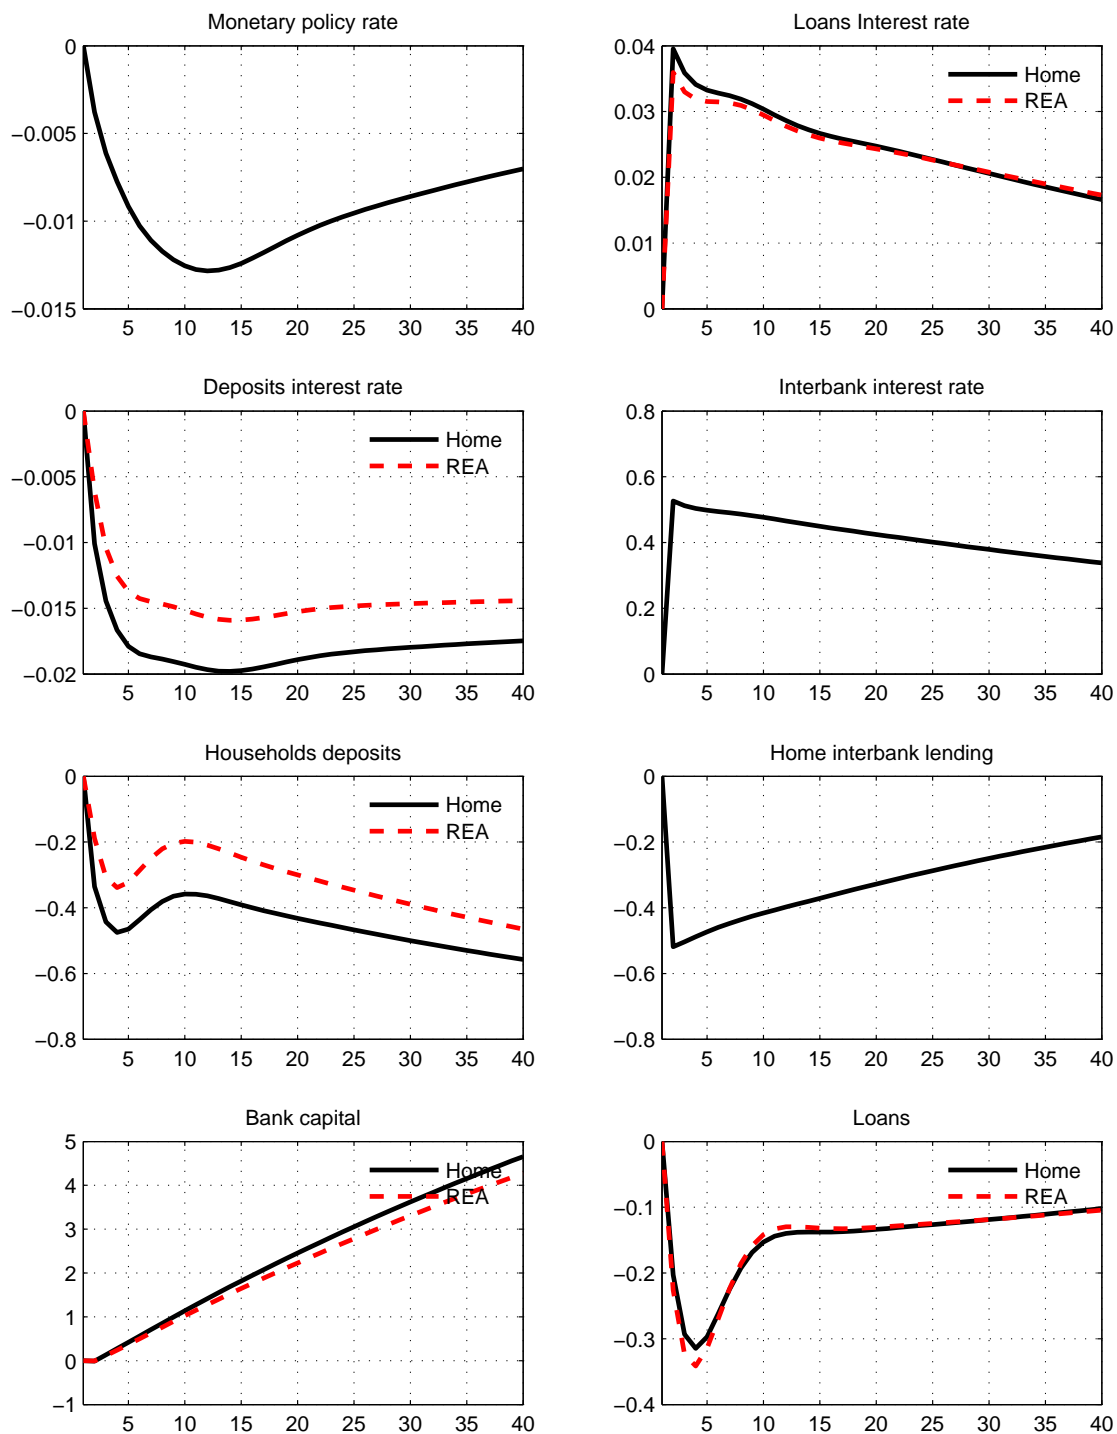 Monetary policy rate
0
−0.005
−0.01
−0.015
5 10 15 20 25 30 35 40
Loans Interest rate
0.04
0.03
0.02
0.01
0
Home
REA
5 10 15 20 25 30 35 40
Deposits interest rate
0
−0.005
−0.01
−0.015
−0.02
Home
REA
5 10 15 20 25 30 35 40
Interbank interest rate
0.8
0.6
0.4
0.2
0
5 10 15 20 25 30 35 40
Households deposits
0
−0.2
−0.4
−0.6
−0.8
Home
REA
5 10 15 20 25 30 35 40
Home interbank lending
0
−0.2
−0.4
−0.6
−0.8
5 10 15 20 25 30 35 40
Bank capital
5
4
3
2
1
0
−1
Home
REA
5 10 15 20 25 30 35 40
Loans
0
−0.1
−0.2
−0.3
−0.4
Home
REA
5 10 15 20 25 30 35 40